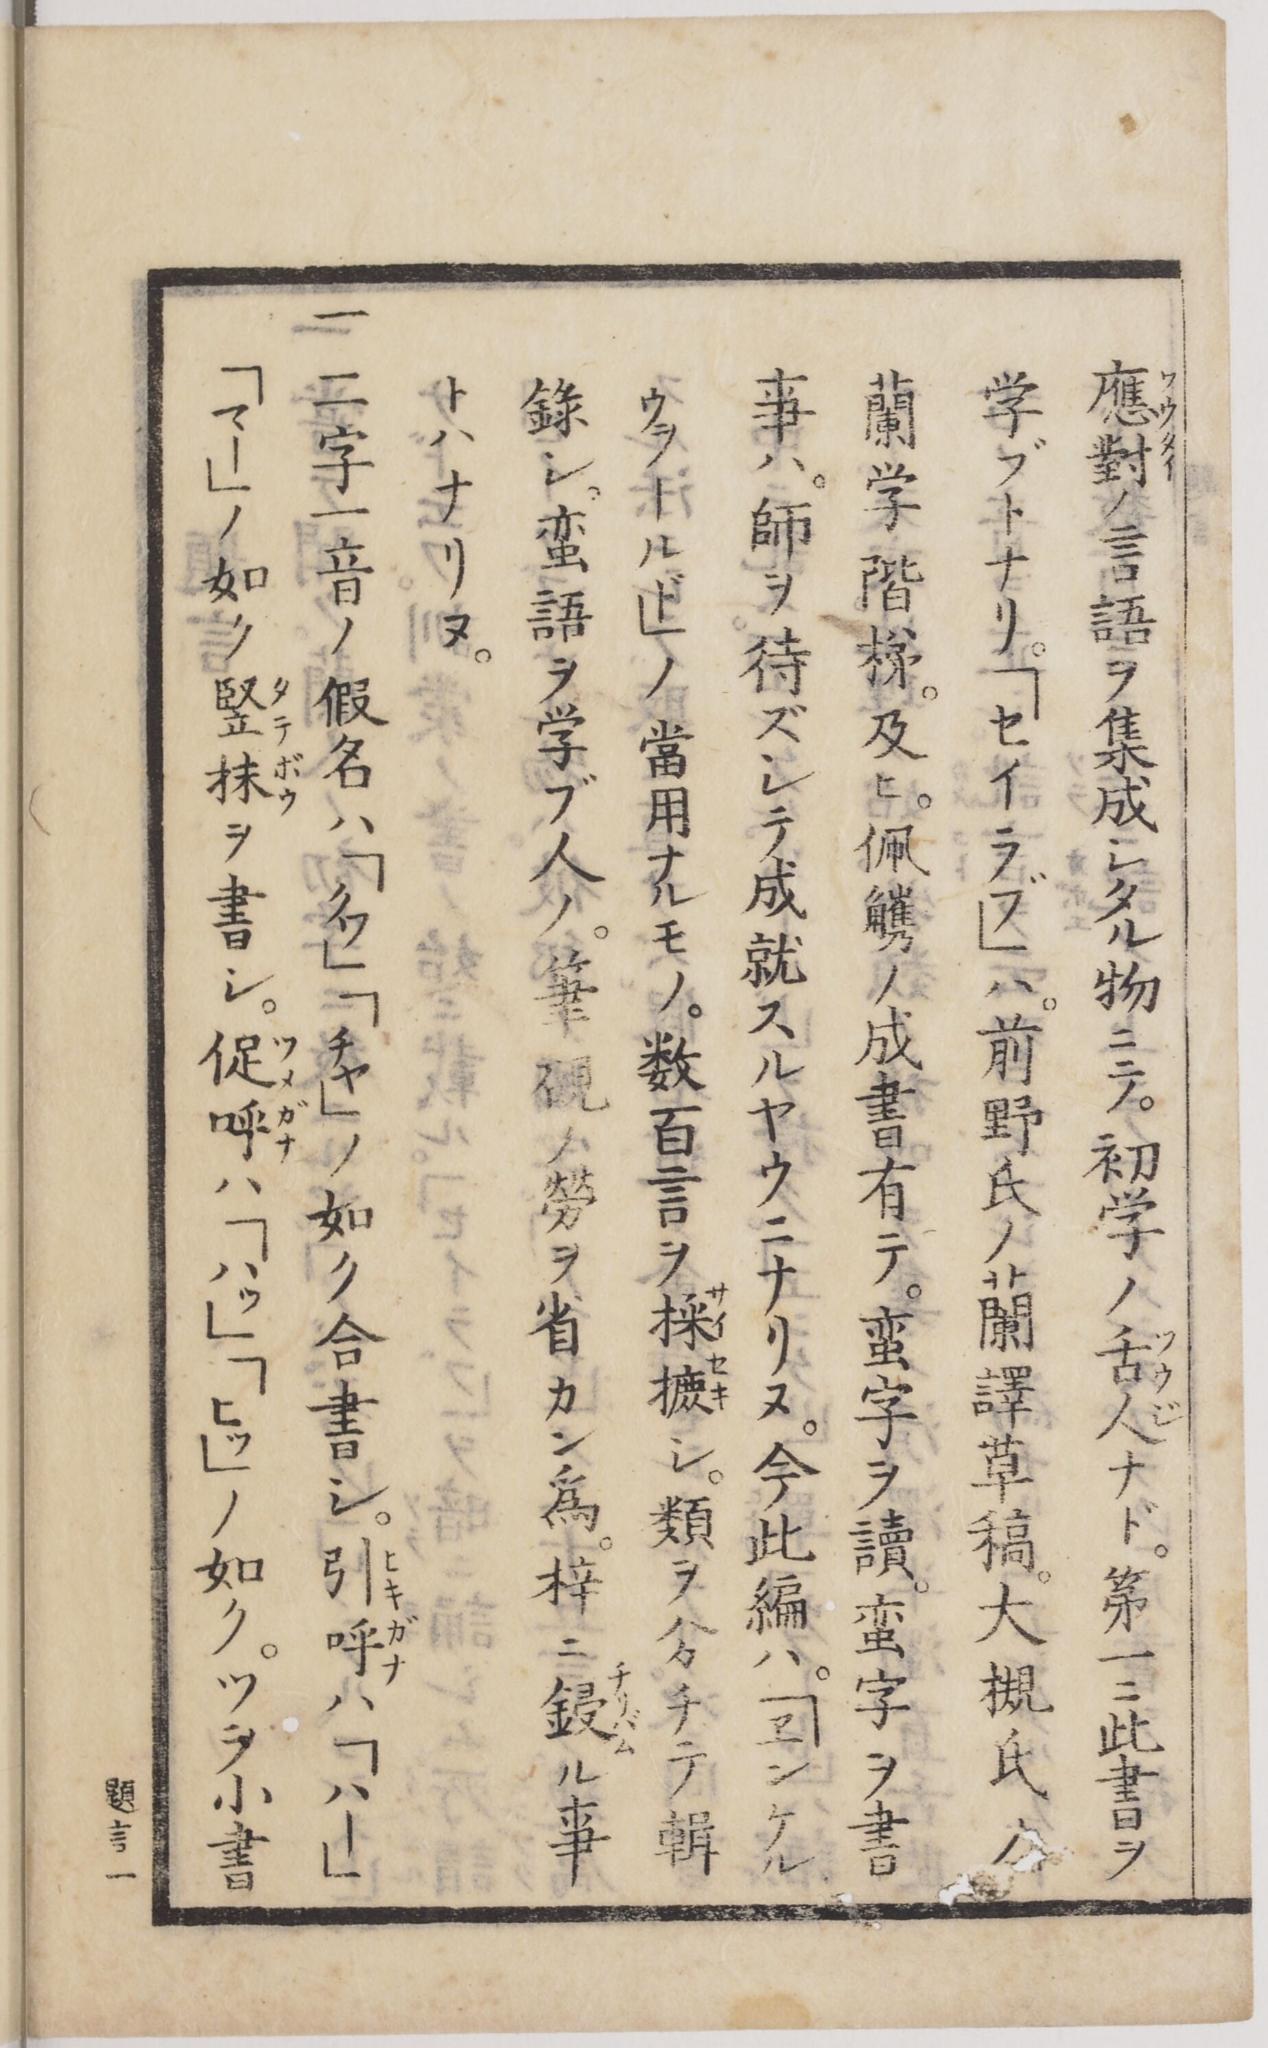 應對ノ言語ヲ集成シタル物ニテ。初学ノ舌人ナド。第一ニ此書ヲ
学ブトナリ。「セイラブ」ハ。前野氏ノ蘭譯草稿。大槻氏ノ
蘭学階梯。及ヒ。佩觿ノ成書有テ。蛮字ヲ讀。蛮字ヲ書
事ハ。師ヲ待ズシテ成就スルヤウニナリヌ。今此編ハ。「ヱンケル
ウヲールド」ノ當用ナルモノ。数百言ヲ採摭シ。類ヲ分チテ輯
錄シ。蛮語ヲ学ブ人ノ。筆硯ノ勞ヲ省カン爲。梓ニ鋟ル事
トハナリヌ。
一 二字一音ノ假名ハ「クワ」「チヤ」ノ如ク合書シ。引呼ハ「ハー」
「マー」ノ如ク竪抹ヲ書シ。促呼ハ「ハッ」「ヒッ」ノ如ク。ツヲ小書
題言一